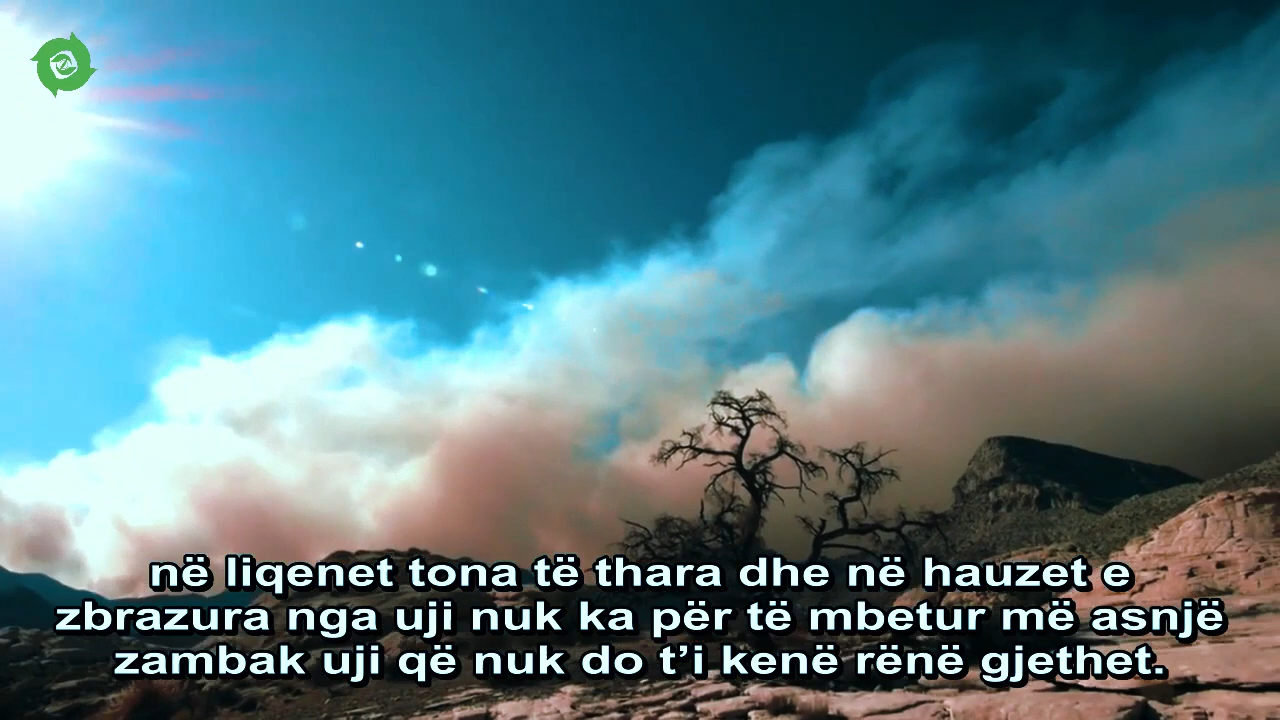 në liqenet tona të thara dhe në hauzet e
zbrazura nga uji nuk ka për të mbetur më asnjë
zambak uji që nuk do t’i kenë rënë gjethet.